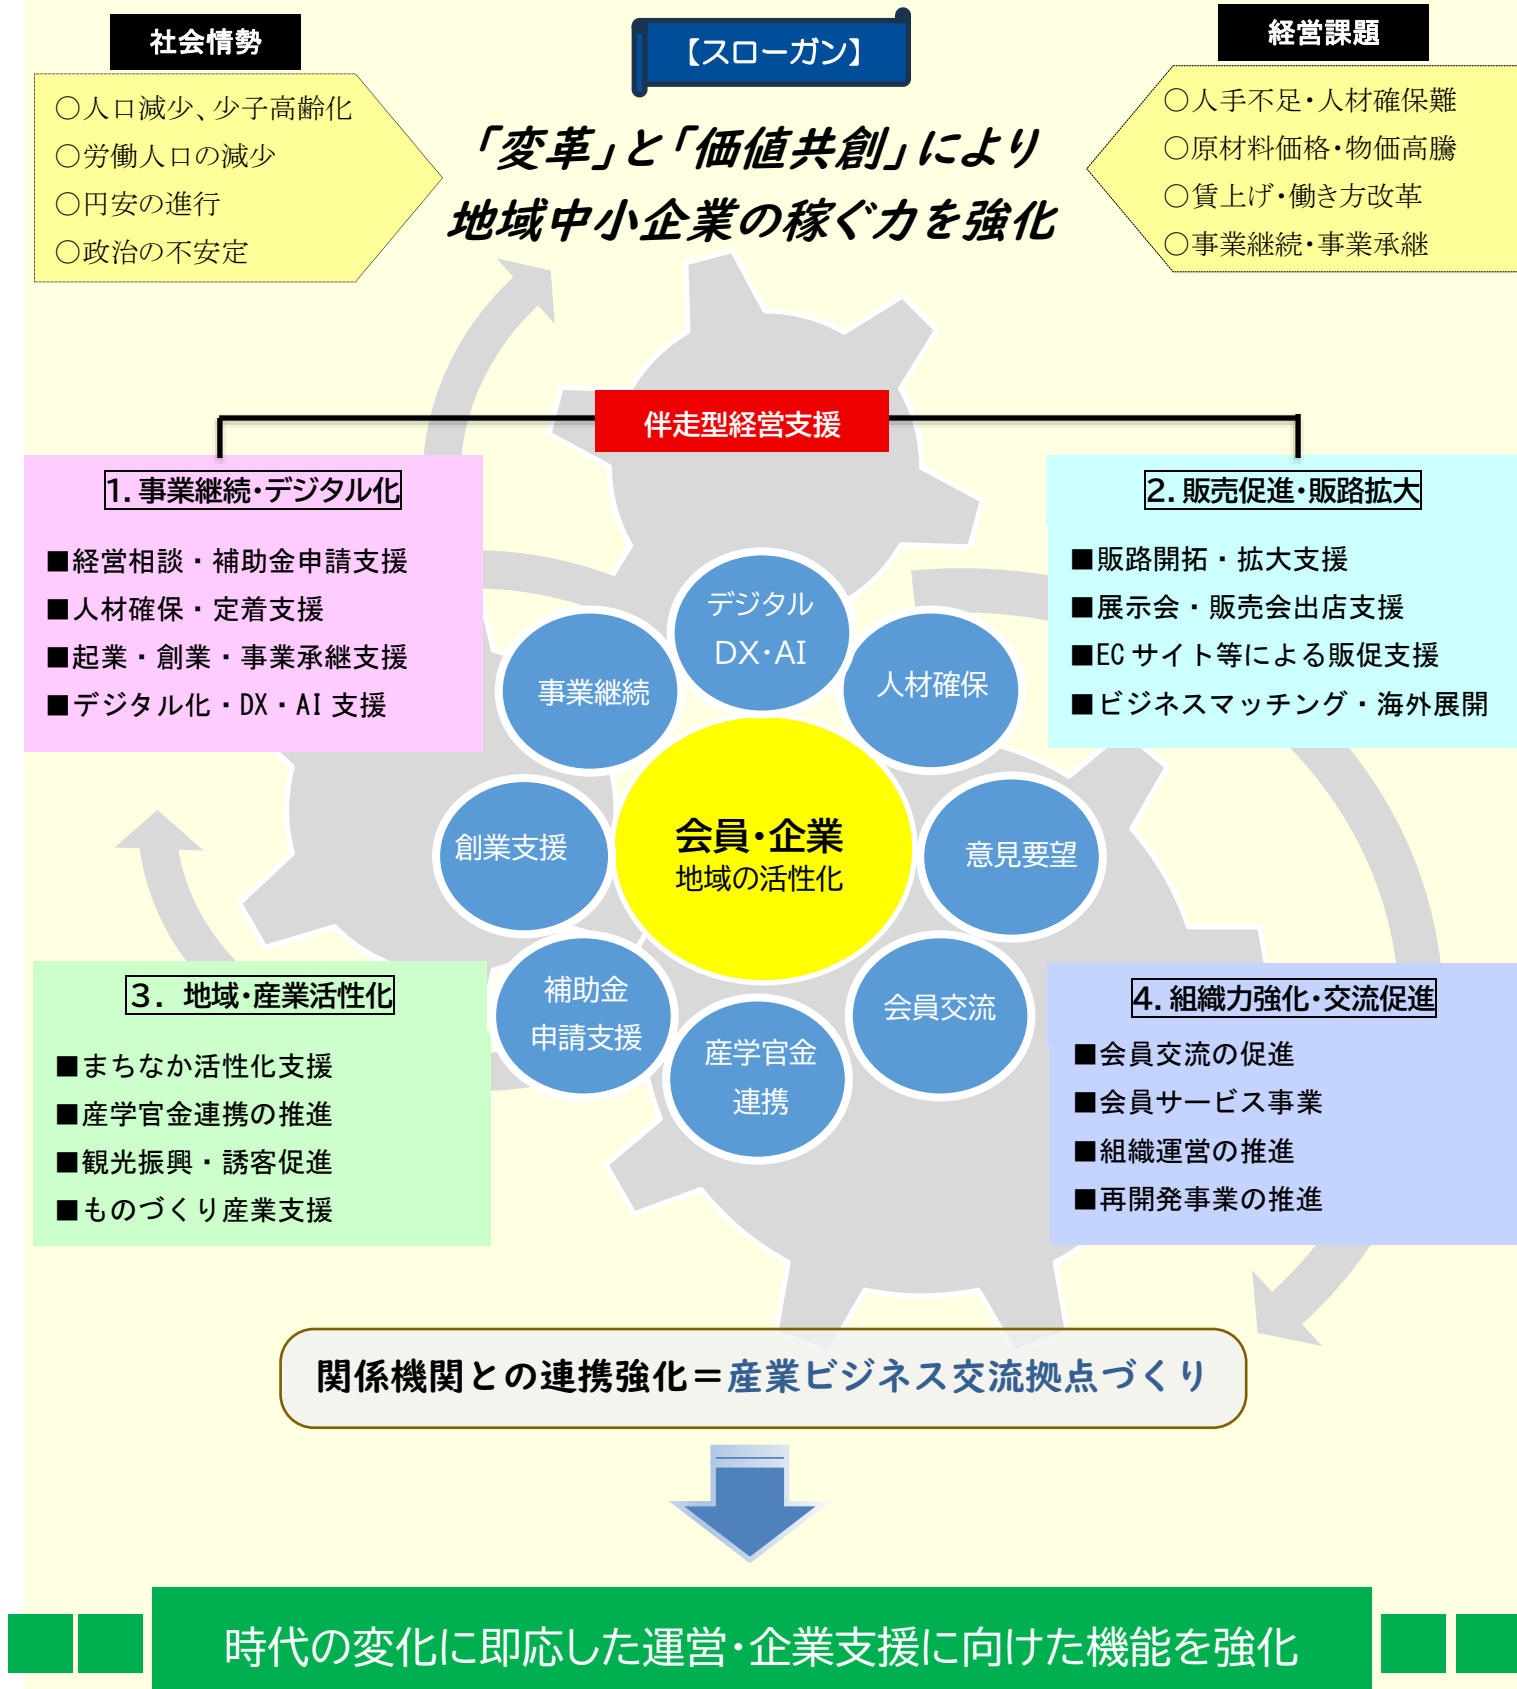 社会情勢
○人口減少、少子高齢化
○労働人口の減少
○円安の進行
○政治の不安定
【スローガン】
「変革」と「価値共創」により
地域中小企業の稼ぐ力を強化
経営課題
○人手不足・人材確保難
○原材料価格・物価高騰
○賃上げ・働き方改革
○事業継続・事業承継
伴走型経営支援
1.事業継続・デジタル化
■経営相談・補助金申請支援
■人材確保・定着支援
■起業・創業・事業承継支援
■デジタル化・DX・AI支援
2.販売促進・販路拡大
■販路開拓・拡大支援
■展示会・販売会出店支援
■ECサイト等による販促支援
■ビジネスマッチング・海外展開
デジタル
DX・AI
事業継続
人材確保
会員・企業
地域の活性化
創業支援
意見要望
補助金
申請支援
会員交流
産学官金
連携
3. 地域・産業活性化
■まちなか活性化支援
■産学官金連携の推進
■観光振興・誘客促進
■ものづくり産業支援
4.組織力強化・交流促進
■会員交流の促進
■会員サービス事業
■組織運営の推進
■再開発事業の推進
関係機関との連携強化＝産業ビジネス交流拠点づくり
時代の変化に即応した運営・企業支援に向けた機能を強化